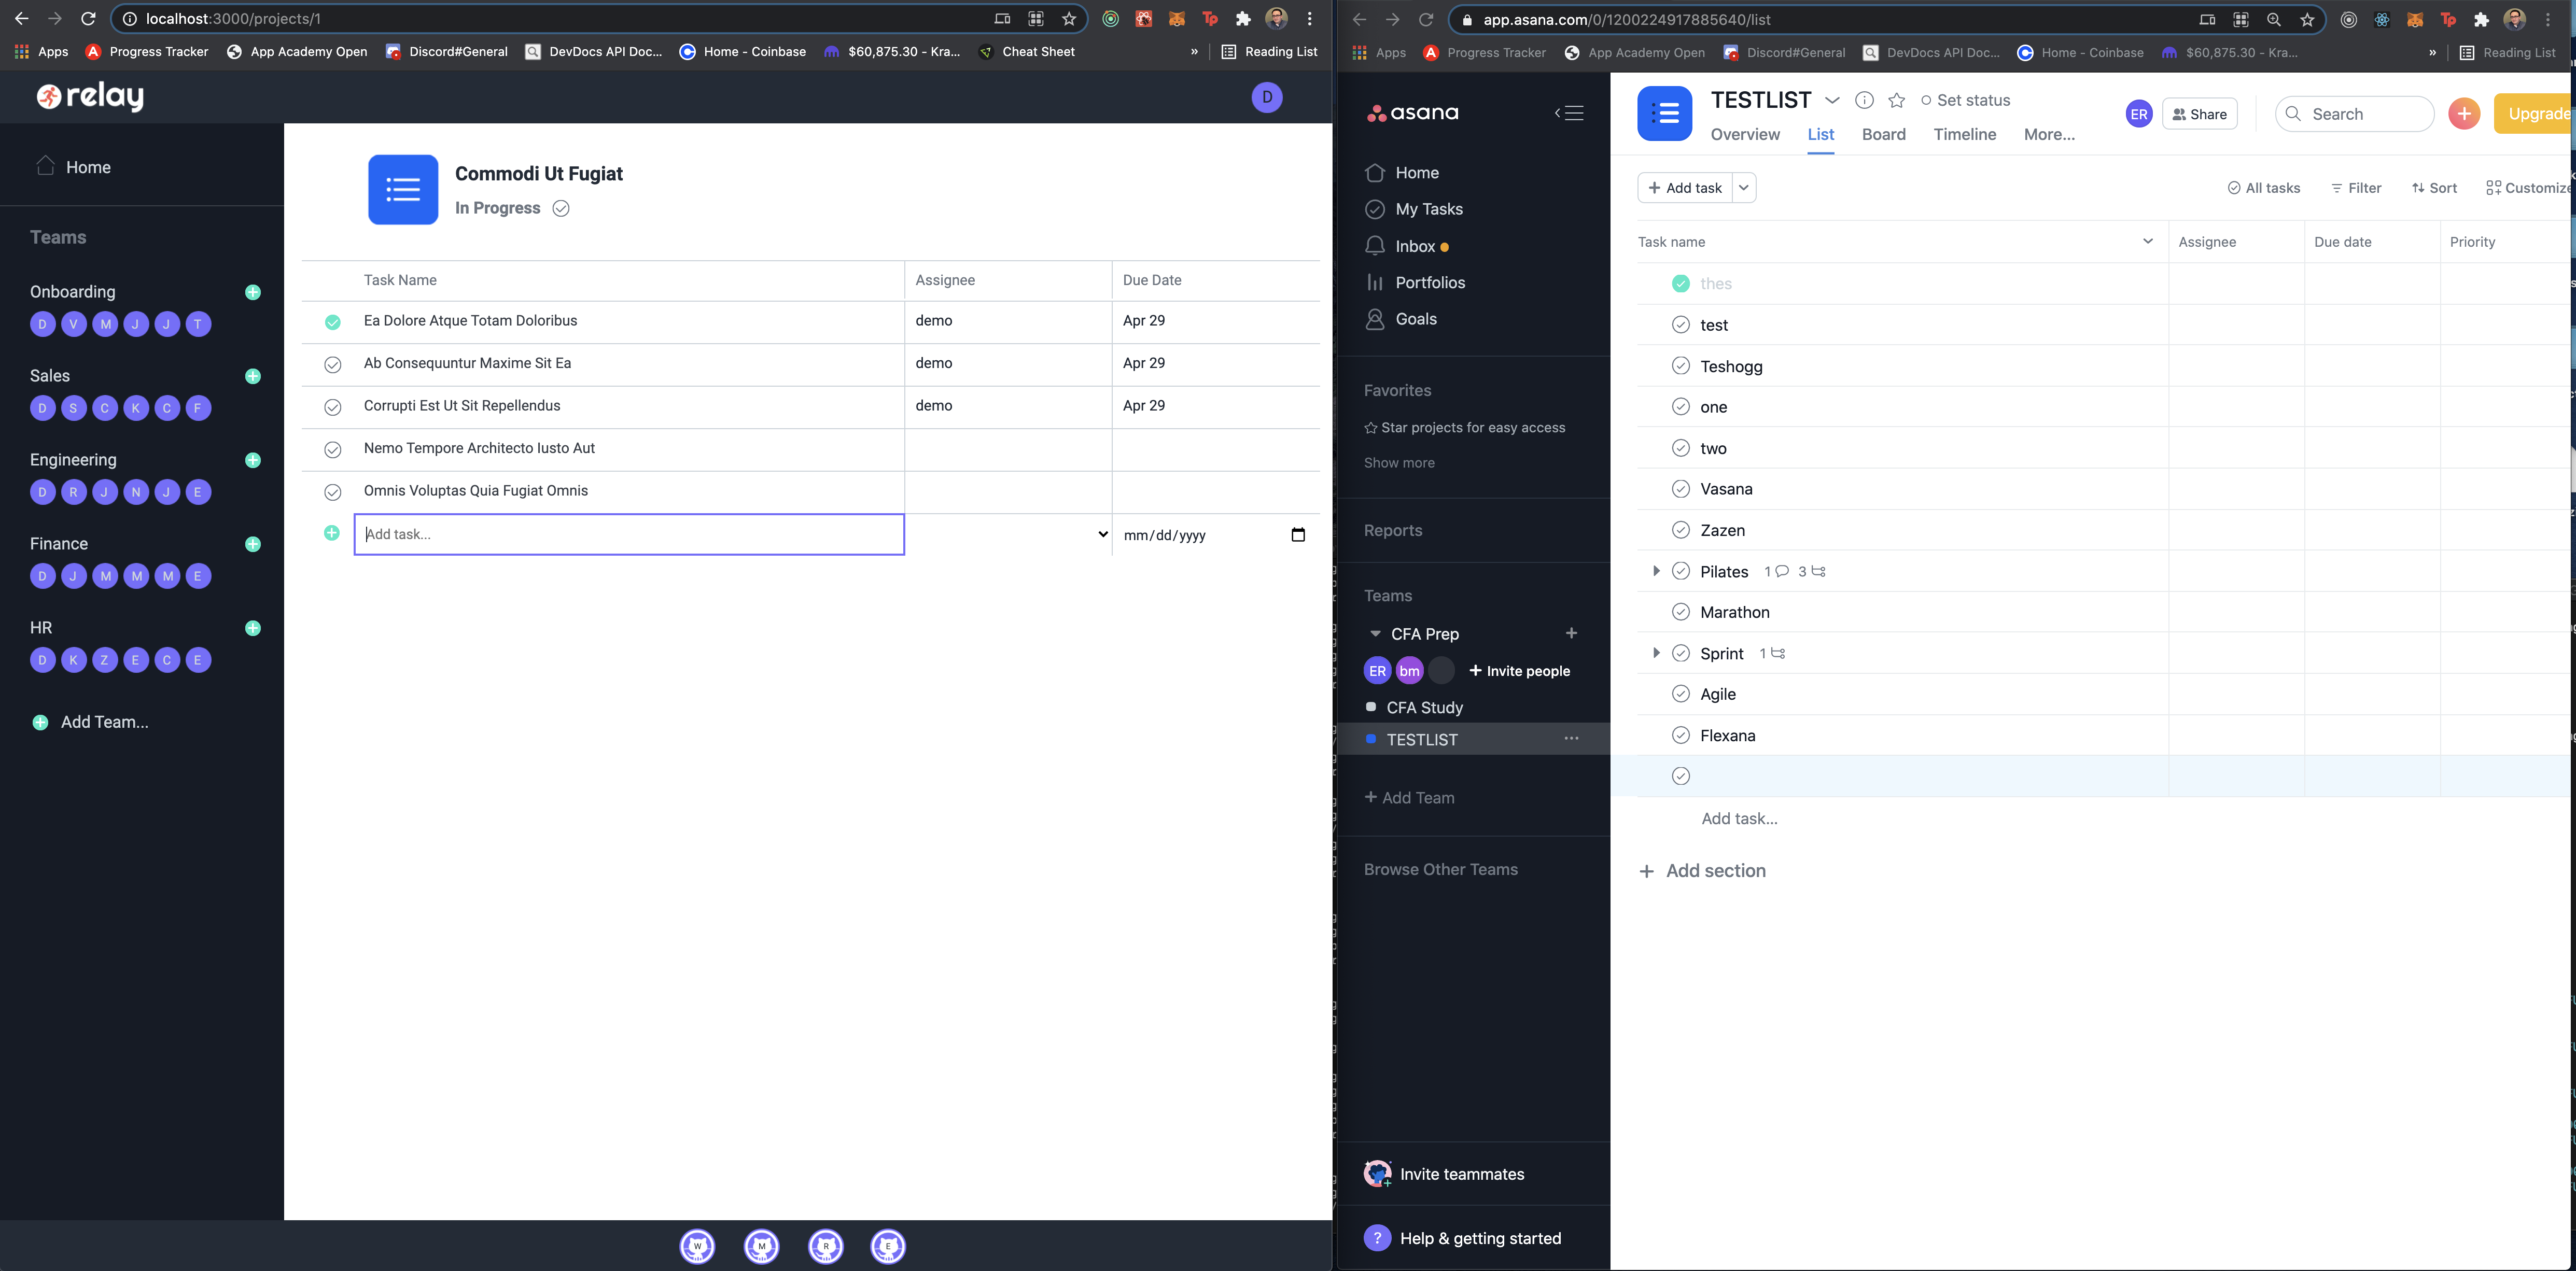 localhost:3000/projects/1
Apps Progress Tracker App Academy Open Discord#General DevDocs API Doc... Home - Coinbase $60,875.30 - Kra... Cheat Sheet » Reading List
relay
D
Home
Teams
Onboarding
D V M J J T
Sales
D S C K C F
Engineering
D R J N J E
Finance
D J M M M E
HR
D K Z E C E
Add Team...
Commodi Ut Fugiat
In Progress
Task Name Assignee Due Date
Ea Dolore Atque Totam Doloribus demo Apr 29
Ab Consequuntur Maxime Sit Ea demo Apr 29
Corrupti Est Ut Sit Repellendus demo Apr 29
Nemo Tempore Architecto Iusto Aut
Omnis Voluptas Quia Fugiat Omnis
Add task... mm/dd/yyyy
W M R E
app.asana.com/0/1200224917885640/list
Apps Progress Tracker App Academy Open Discord#General DevDocs API Doc... Home - Coinbase $60,875.30 - Kra... » Reading List
asana
Home
My Tasks
Inbox
Portfolios
Goals
Favorites
Star projects for easy access
Show more
Reports
Teams
CFA Prep
ER bm + Invite people
CFA Study
TESTLIST ...
+ Add Team
Browse Other Teams
Invite teammates
? Help & getting started
TESTLIST Set status
Overview List Board Timeline More...
ER Share Search Upgrade
+ Add task All tasks Filter Sort Customize
Task name Assignee Due date Priority
thes
test
Teshogg
one
two
Vasana
Zazen
Pilates 1 3
Marathon
Sprint 1
Agile
Flexana
Add task...
+ Add section